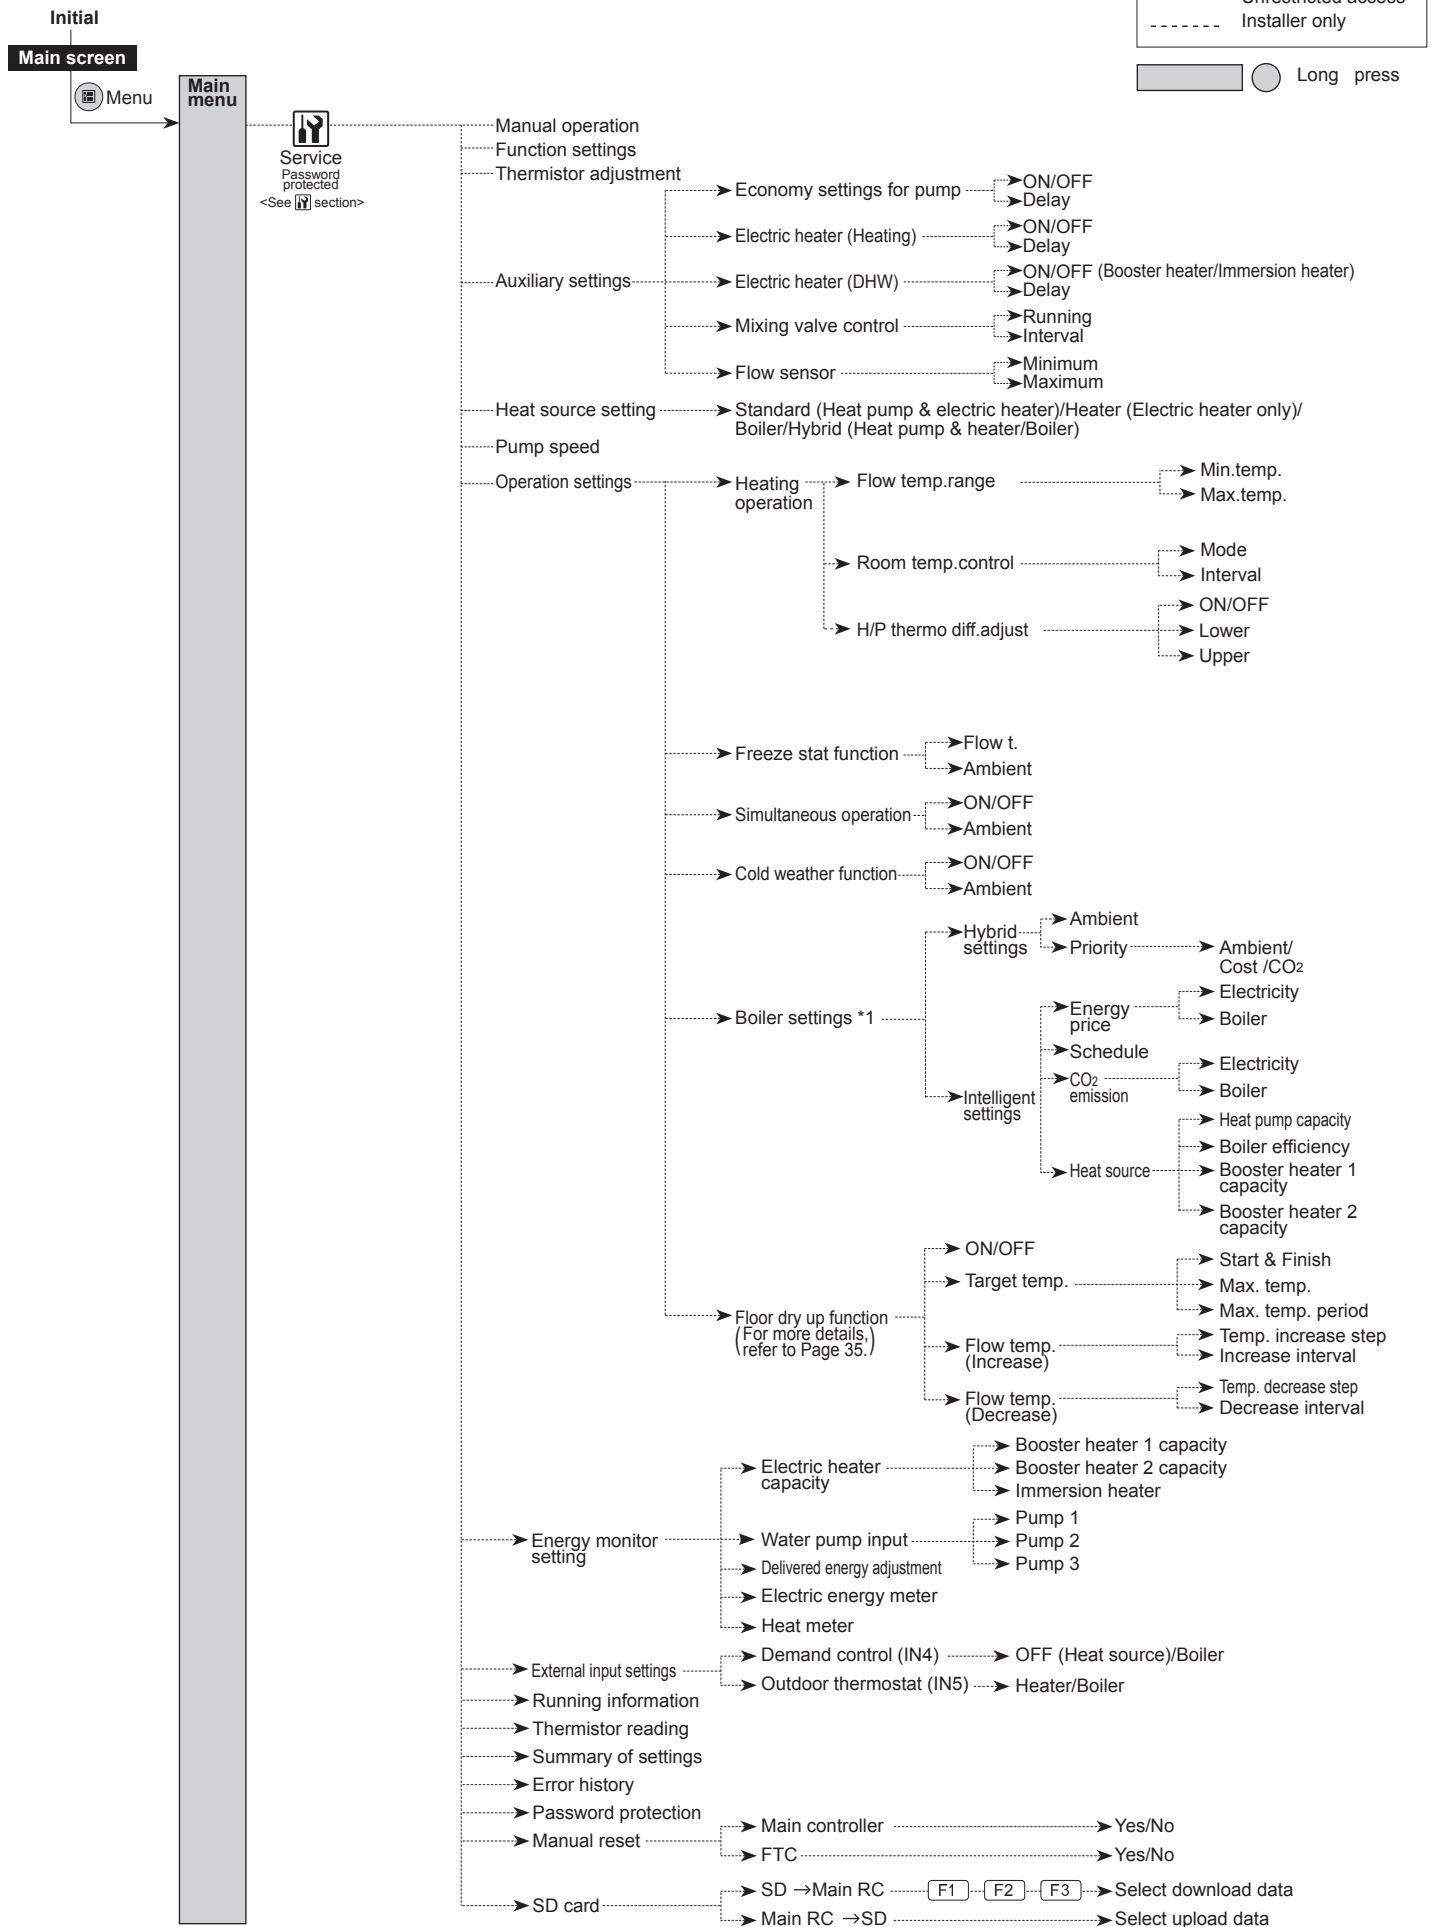 Initial
Unrestricted access
Installer only
Main screen
Long press
Menu
Main
menu
Service
Password
protected
<See section>
Manual operation
Function settings
Thermistor adjustment
Auxiliary settings
Economy settings for pump
ON/OFF
Delay
Electric heater (Heating)
ON/OFF
Delay
Electric heater (DHW)
ON/OFF (Booster heater/Immersion heater)
Delay
Mixing valve control
Running
Interval
Flow sensor
Minimum
Maximum
Heat source setting
Standard (Heat pump & electric heater)/Heater (Electric heater only)/
Boiler/Hybrid (Heat pump & heater/Boiler)
Pump speed
Operation settings
Heating
operation
Flow temp.range
Min.temp.
Max.temp.
Room temp.control
Mode
Interval
H/P thermo diff.adjust
ON/OFF
Lower
Upper
Freeze stat function
Flow t.
Ambient
Simultaneous operation
ON/OFF
Ambient
Cold weather function
ON/OFF
Ambient
Boiler settings *1
Hybrid
settings
Ambient
Priority
Ambient/
Cost /CO2
Intelligent
settings
Energy
price
Electricity
Boiler
Schedule
CO2
emission
Electricity
Boiler
Heat source
Heat pump capacity
Boiler efficiency
Booster heater 1
capacity
Booster heater 2
capacity
Floor dry up function
(For more details,
refer to Page 35.)
ON/OFF
Target temp.
Start & Finish
Max. temp.
Max. temp. period
Flow temp.
(Increase)
Temp. increase step
Increase interval
Flow temp.
(Decrease)
Temp. decrease step
Decrease interval
Energy monitor
setting
Electric heater
capacity
Booster heater 1 capacity
Booster heater 2 capacity
Immersion heater
Water pump input
Pump 1
Pump 2
Pump 3
Delivered energy adjustment
Electric energy meter
Heat meter
External input settings
Demand control (IN4)
OFF (Heat source)/Boiler
Outdoor thermostat (IN5)
Heater/Boiler
Running information
Thermistor reading
Summary of settings
Error history
Password protection
Manual reset
Main controller
Yes/No
FTC
Yes/No
SD card
SD →Main RC
F1
F2
F3
Select download data
Main RC →SD
Select upload data